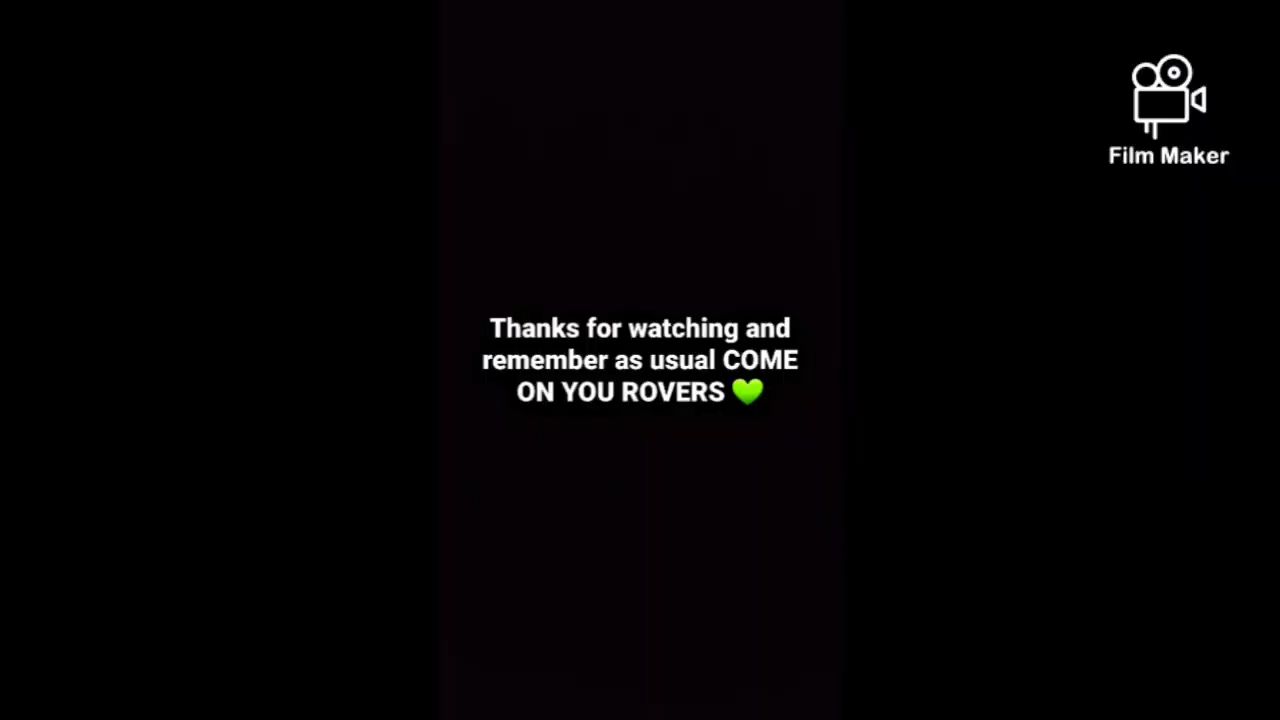 Film Maker
Thanks for watching and
remember as usual COME
ON YOU ROVERS 💚